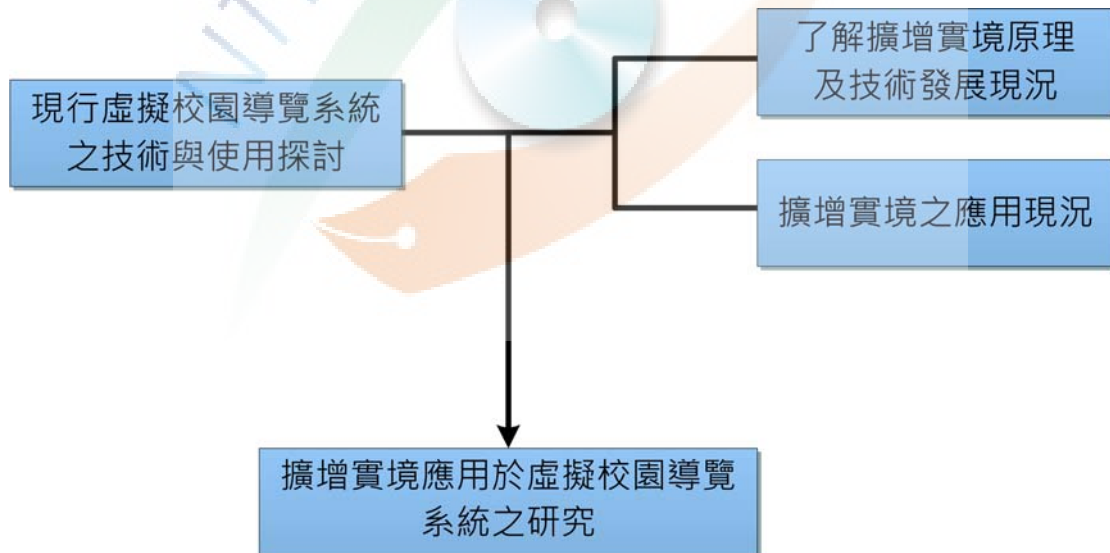 現行虛擬校園導覽系統
之技術與使用探討
了解擴增實境原理
及技術發展現況
擴增實境之應用現況
擴增實境應用於虛擬校園導覽
系統之研究